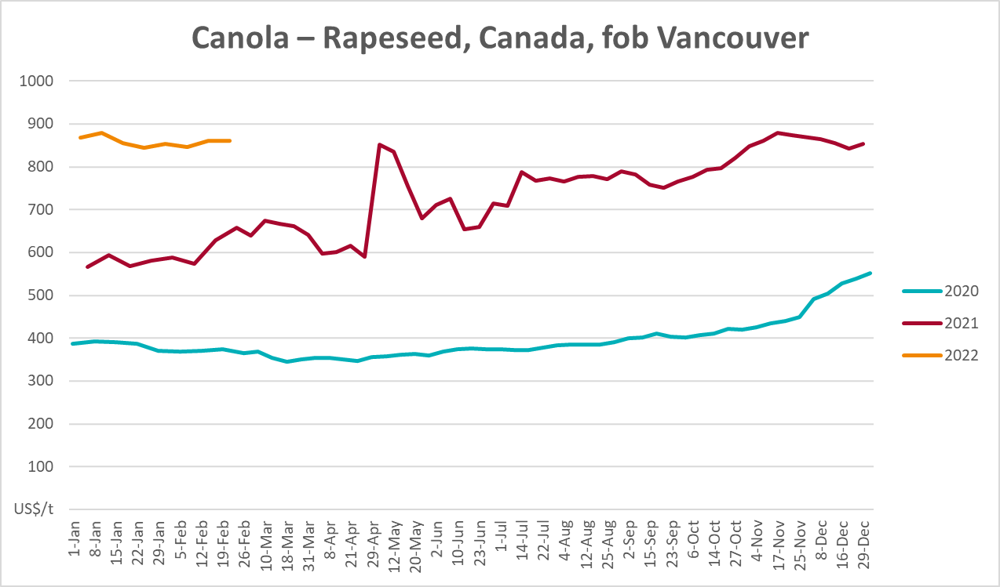 Canola – Rapeseed, Canada, fob Vancouver
1000
900
800
700
600
500
400
300
200
100
US$/t
1-Jan
8-Jan
15-Jan
22-Jan
29-Jan
5-Feb
12-Feb
19-Feb
26-Feb
10-Mar
18-Mar
31-Mar
8-Apr
21-Apr
29-Apr
12-May
20-May
2-Jun
10-Jun
23-Jun
1-Jul
14-Jul
22-Jul
4-Aug
12-Aug
25-Aug
2-Sep
15-Sep
23-Sep
6-Oct
14-Oct
27-Oct
4-Nov
17-Nov
25-Nov
8-Dec
16-Dec
29-Dec
2020
2021
2022